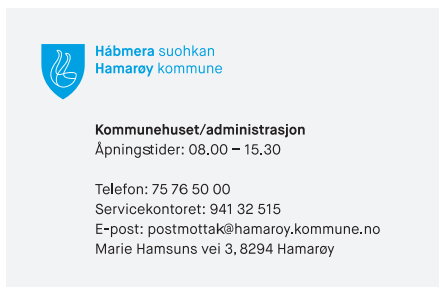 Hábmera suohkan
Hamarøy kommune
Kommunehuset/administrasjon
Åpningstider: 08.00 – 15.30
Telefon: 75 76 50 00
Servicekontoret: 941 32 515
E-post: postmottak@hamaroy.kommune.no
Marie Hamsuns vei 3, 8294 Hamarøy